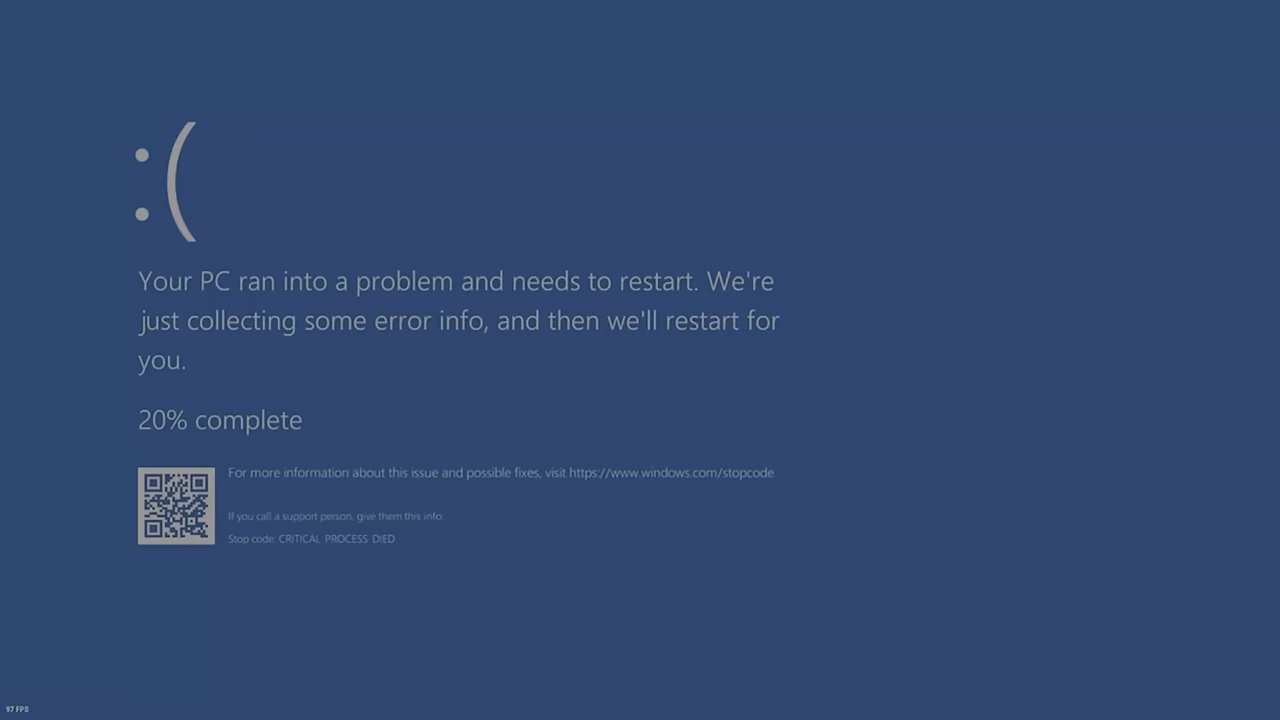 :(
Your PC ran into a problem and needs to restart. We're
just collecting some error info, and then we'll restart for
you.
20% complete
For more information about this issue and possible fixes, visit https://www.windows.com/stopcode
If you call a support person, give them this info:
Stop code: CRITICAL_PROCESS_DIED
97 FPS